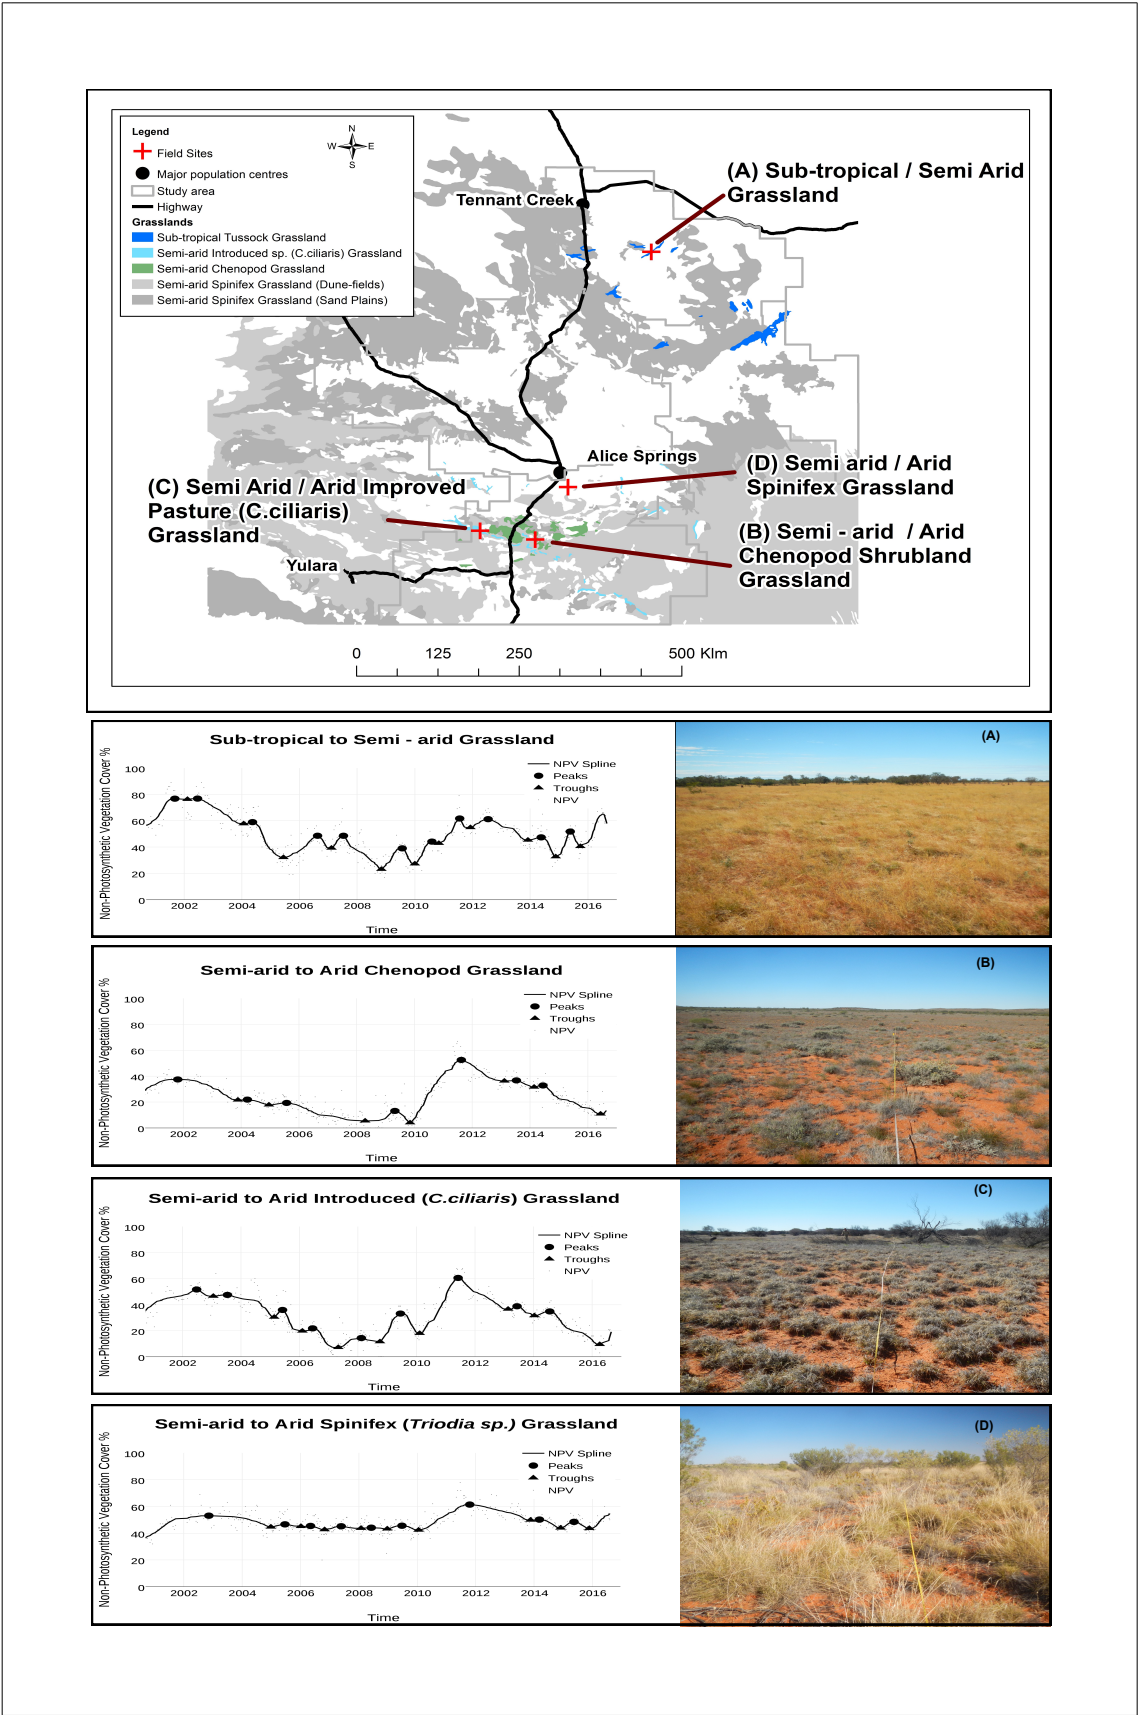 Legend
Field Sites
Major population centres
Study area
Highway
Grasslands
Sub-tropical Tussock Grassland
Semi-arid Introduced sp. (C.ciliaris) Grassland
Semi-arid Chenopod Grassland
Semi-arid Spinifex Grassland (Dune-fields)
Semi-arid Spinifex Grassland (Sand Plains)
N
W E
S
Tennant Creek
(A) Sub-tropical / Semi Arid
Grassland
Alice Springs
(D) Semi arid / Arid
Spinifex Grassland
(C) Semi Arid / Arid Improved
Pasture (C.ciliaris)
Grassland
(B) Semi - arid / Arid
Chenopod Shrubland
Grassland
Yulara
0 125 250 500 Klm
Sub-tropical to Semi - arid Grassland
Non-Photosynthetic Vegetation Cover %
100
80
60
40
20
0
NPV Spline
Peaks
Troughs
NPV
2002 2004 2006 2008 2010 2012 2014 2016
Time
(A)
Semi-arid to Arid Chenopod Grassland
Non-Photosynthetic Vegetation Cover %
100
80
60
40
20
0
NPV Spline
Peaks
Troughs
NPV
2002 2004 2006 2008 2010 2012 2014 2016
Time
(B)
Semi-arid to Arid Introduced (C.ciliaris) Grassland
Non-Photosynthetic Vegetation Cover %
100
80
60
40
20
0
NPV Spline
Peaks
Troughs
NPV
2002 2004 2006 2008 2010 2012 2014 2016
Time
(C)
Semi-arid to Arid Spinifex (Triodia sp.) Grassland
Non-Photosynthetic Vegetation Cover %
100
80
60
40
20
0
NPV Spline
Peaks
Troughs
NPV
2002 2004 2006 2008 2010 2012 2014 2016
Time
(D)